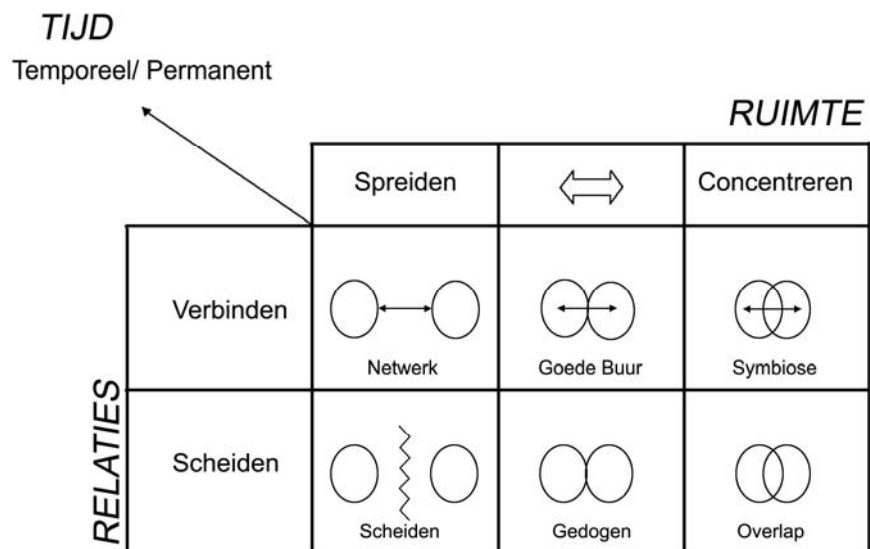 TIJD
Temporeel/ Permanent
RUIMTE
Spreiden
Concentreren
Verbinden
Netwerk
Goede Buur
Symbiose
RELATIES
Scheiden
Scheiden
Gedogen
Overlap